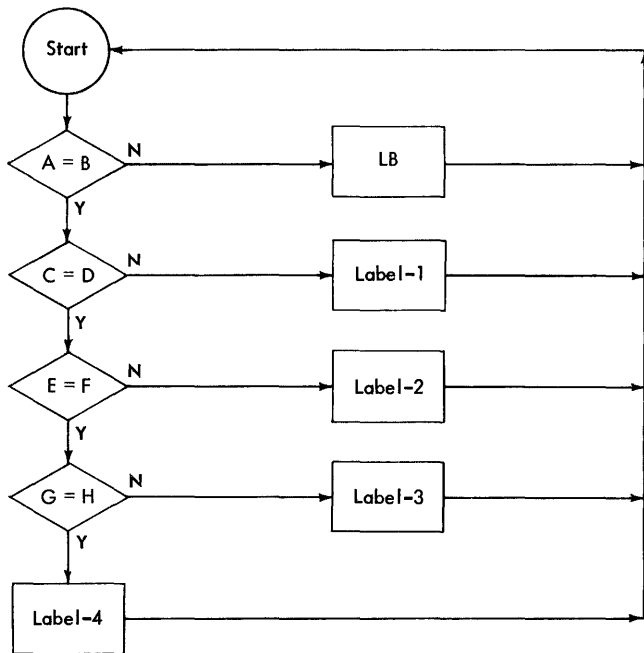 Start
A = B
N
LB
Y
C = D
N
Label-1
Y
E = F
N
Label-2
Y
G = H
N
Label-3
Y
Label-4